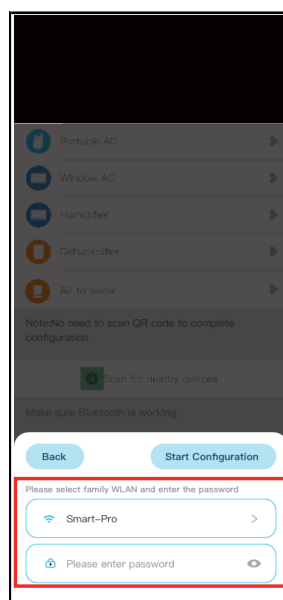 Portable AC
Window AC
Humidifier
Dehumidifier
Air to water
Note:No need to scan QR code to complete
configuration
Scan for nearby devices
Make sure Bluetooth is working.
Back
Start Configuration
Please select family WLAN and enter the password
Smart-Pro
Please enter password